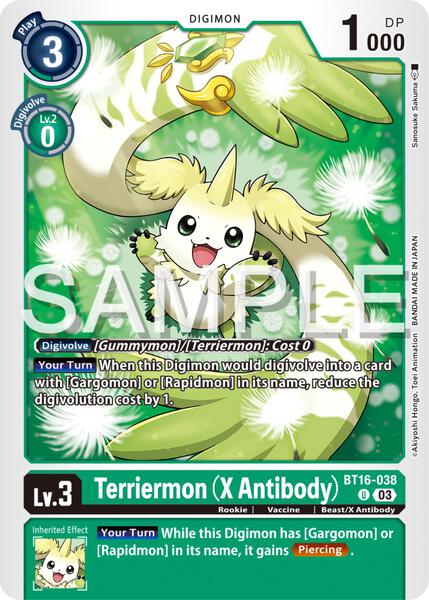 Play
3
DIGIMON
DP
1000
Digivolve
Lv.2
0
Sanosuke Sakuma
©Akiyoshi Hongo, Toei Animation BANDAI MADE IN JAPAN
SAMPLE
Digivolve [Gummymon]/[Terriermon]: Cost 0
Your Turn When this Digimon would digivolve into a card
with [Gargomon] or [Rapidmon] in its name, reduce the
digivolution cost by 1.
BT16-038
Lv.3 Terriermon (X Antibody) U 03
Rookie Vaccine Beast/X Antibody
Inherited Effect
Your Turn While this Digimon has [Gargomon] or
[Rapidmon] in its name, it gains Piercing .